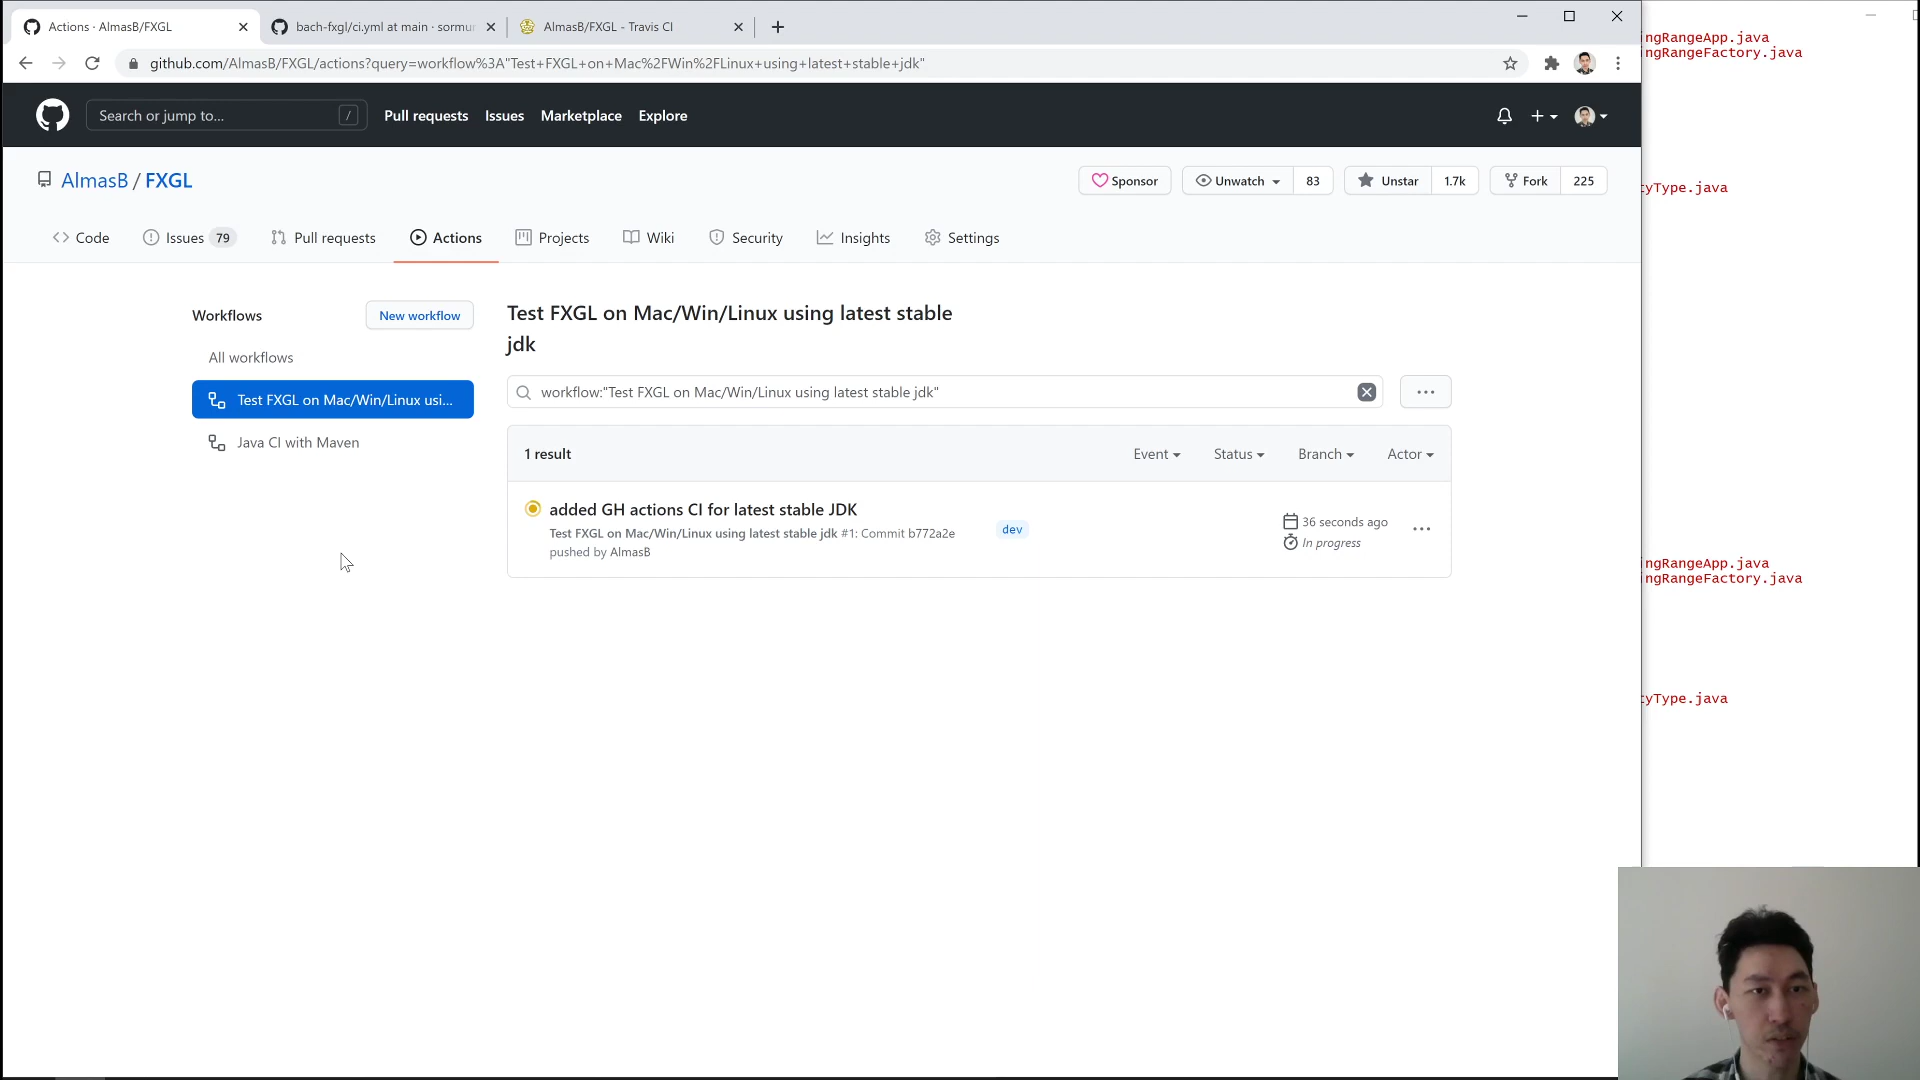 Actions · AlmasB/FXGL
bach-fxgl/ci.yml at main · sormu
AlmasB/FXGL - Travis CI
github.com/AlmasB/FXGL/actions?query=workflow%3A"Test+FXGL+on+Mac%2FWin%2FLinux+using+latest+stable+jdk"
Search or jump to... /
Pull requests
Issues
Marketplace
Explore
AlmasB / FXGL
Sponsor
Unwatch 83
Unstar 1.7k
Fork 225
Code
Issues 79
Pull requests
Actions
Projects
Wiki
Security
Insights
Settings
Workflows
New workflow
All workflows
Test FXGL on Mac/Win/Linux usi...
Java CI with Maven
Test FXGL on Mac/Win/Linux using latest stable
jdk
workflow:"Test FXGL on Mac/Win/Linux using latest stable jdk"
1 result
Event
Status
Branch
Actor
added GH actions CI for latest stable JDK
Test FXGL on Mac/Win/Linux using latest stable jdk #1: Commit b772a2e
pushed by AlmasB
dev
36 seconds ago
In progress
ngRangeApp.java
ngRangeFactory.java
tyType.java
ngRangeApp.java
ngRangeFactory.java
tyType.java